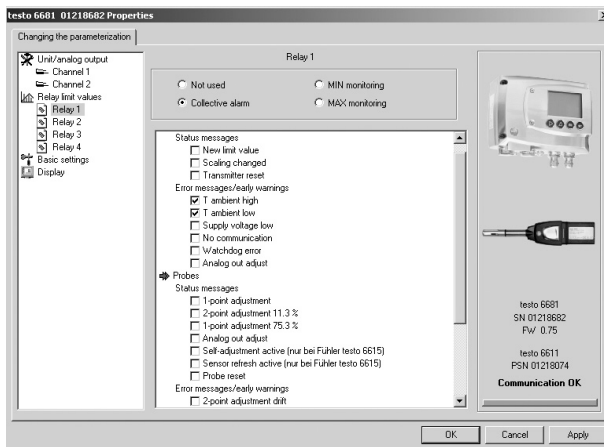 testo 6681 01218682 Properties
Changing the parameterization
Unit/analog output
Channel 1
Channel 2
Relay limit values
Relay 1
Relay 2
Relay 3
Relay 4
Basic settings
Display
Relay 1
Not used
MIN monitoring
Collective alarm
MAX monitoring
Status messages
New limit value
Scaling changed
Transmitter reset
Error messages/early warnings
T ambient high
T ambient low
Supply voltage low
No communication
Watchdog error
Analog out adjust
Probes
Status messages
1-point adjustment
2-point adjustment 11.3 %
1-point adjustment 75.3 %
Analog out adjust
Self-adjustment active (nur bei Fühler testo 6615)
Sensor refresh active (nur bei Fühler testo 6615)
Probe reset
Error messages/early warnings
2-point adjustment drift
testo 6681
SN 01218682
FW 0.75
testo 6611
PSN 01218074
Communication OK
OK
Cancel
Apply